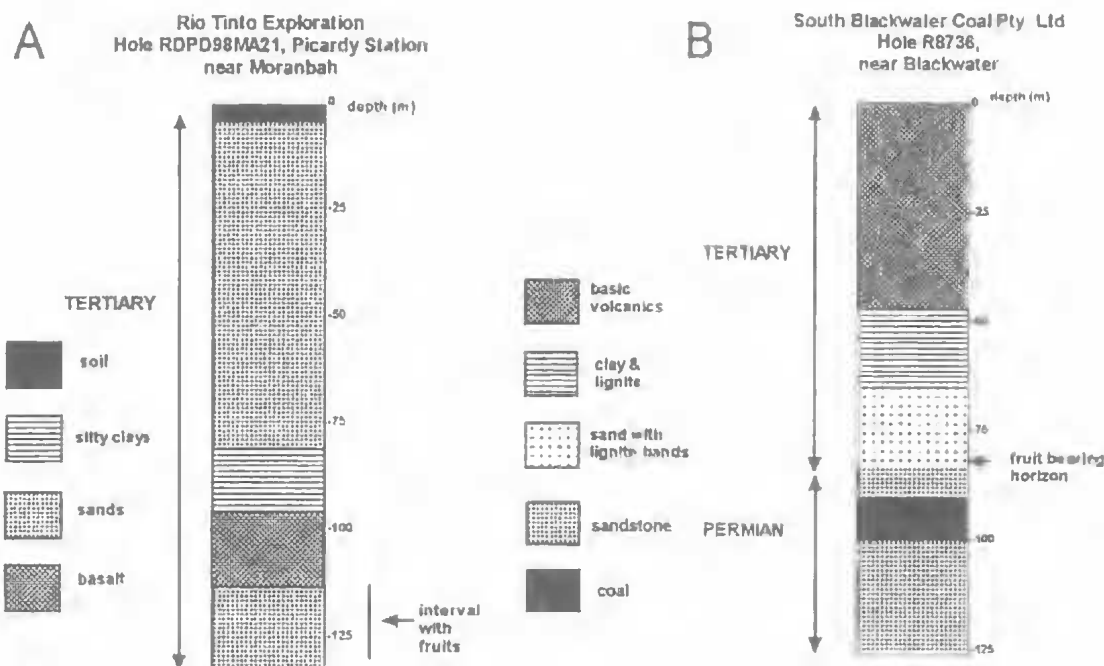 A
Rio Tinto Exploration
Hole RDPD98MA21, Picardy Station
near Moranbah
0
depth (m)
-25
-50
-75
-100
-125
TERTIARY
soil
silty clays
sands
basalt
interval
with
fruits
B
South Blackwater Coal Pty Ltd
Hole R8736,
near Blackwater
0
depth (m)
25
50
75
100
125
TERTIARY
PERMIAN
basic
volcanics
clay &
lignite
sand with
lignite bands
sandstone
coal
fruit bearing
horizon